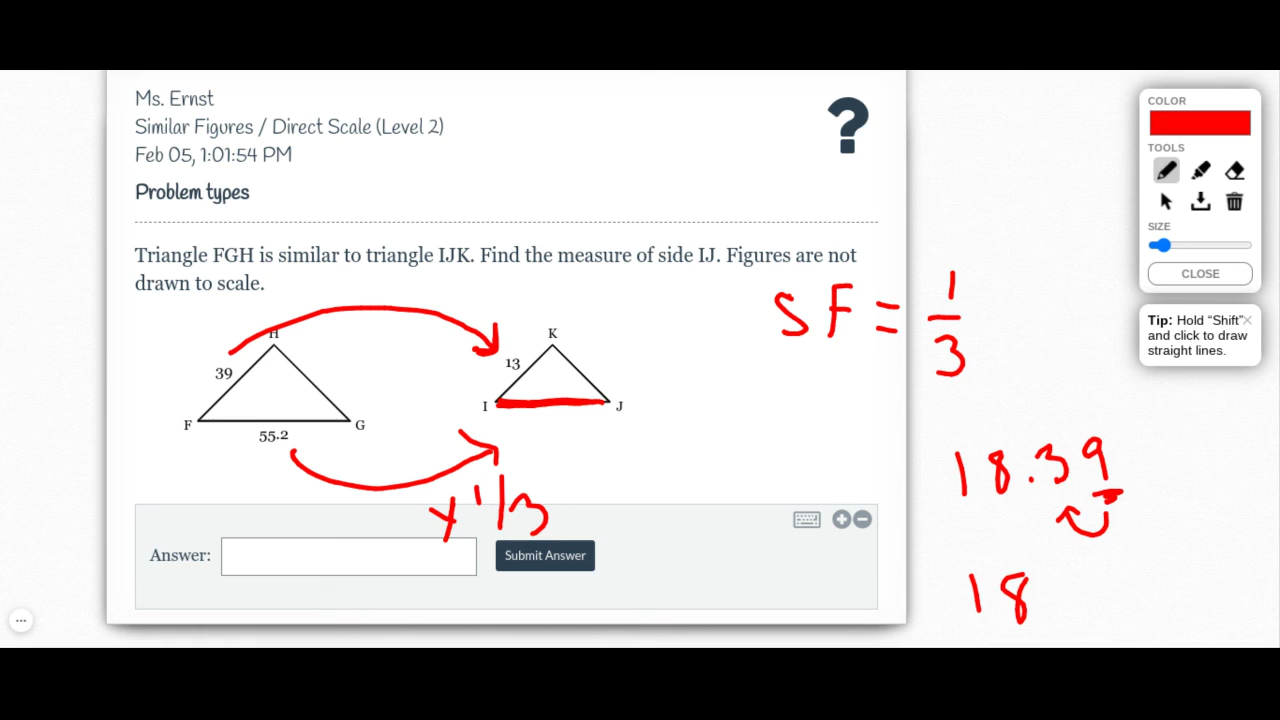 Ms. Ernst
Similar Figures / Direct Scale (Level 2)
Feb 05, 1:01:54 PM
?
Problem types
Triangle FGH is similar to triangle IJK. Find the measure of side IJ. Figures are not
drawn to scale.
H
39
F
G
55.2
K
13
I
J
SF = 1/3
x 1/3
18.39
18
Answer:
Submit Answer
COLOR
TOOLS
SIZE
CLOSE
Tip: Hold “Shift”
and click to draw
straight lines.